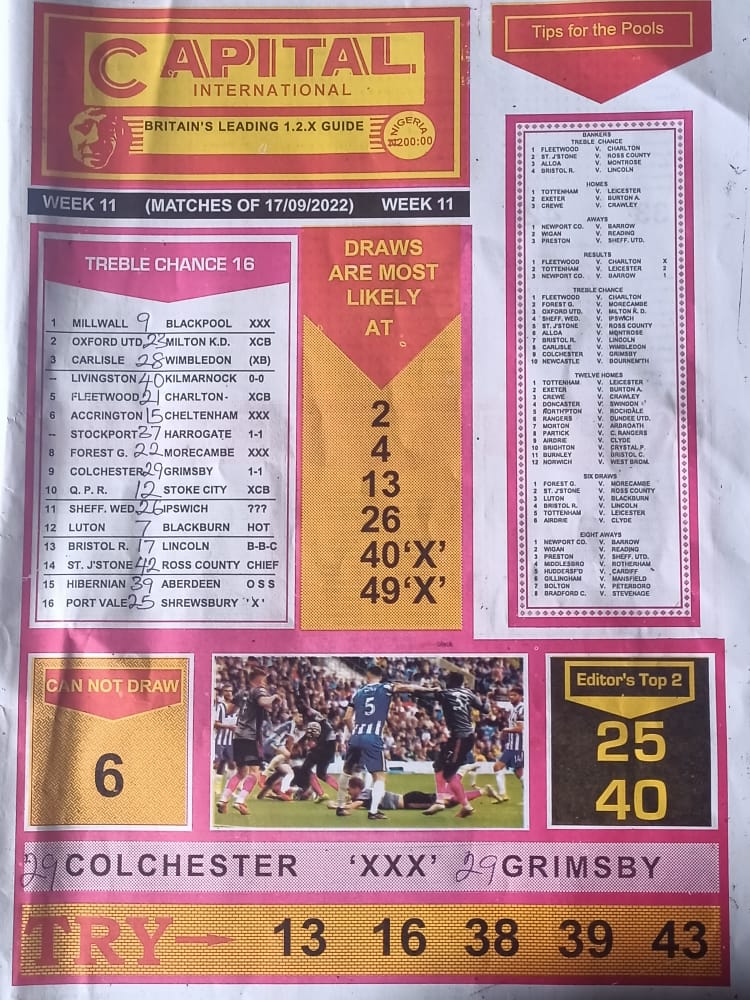 CAPITAL
INTERNATIONAL
BRITAIN'S LEADING 1.2.X GUIDE
NIGERIA
₦200:00
WEEK 11 (MATCHES OF 17/09/2022) WEEK 11
TREBLE CHANCE 16
1 MILLWALL 9 BLACKPOOL XXX
2 OXFORD UTD, 23 MILTON K.D. XCB
3 CARLISLE 28 WIMBLEDON (XB)
-- LIVINGSTON 40 KILMARNOCK 0-0
5 FLEETWOOD 21 CHARLTON- XCB
6 ACCRINGTON 15 CHELTENHAM XXX
-- STOCKPORT 37 HARROGATE 1-1
8 FOREST G. 22 MORECAMBE XXX
9 COLCHESTER 29 GRIMSBY 1-1
10 Q. P. R. 12 STOKE CITY XCB
11 SHEFF. WED. 26 IPSWICH ???
12 LUTON 7 BLACKBURN HOT
13 BRISTOL R. 17 LINCOLN B-B-C
14 ST. J'STONE 42 ROSS COUNTY CHIEF
15 HIBERNIAN 39 ABERDEEN O S S
16 PORT VALE 25 SHREWSBURY 'X'
DRAWS
ARE MOST
LIKELY
AT
2
4
13
26
40'X'
49'X'
Tips for the Pools
BANKERS
TREBLE CHANCE
1 FLEETWOOD V. CHARLTON
2 ST. J'STONE V. ROSS COUNTY
3 ALLOA V. MONTROSE
4 BRISTOL R. V. LINCOLN
HOMES
1 TOTTENHAM V. LEICESTER
2 EXETER V. BURTON A.
3 CREWE V. CRAWLEY
AWAYS
1 NEWPORT CO. V. BARROW
2 WIGAN V. READING
3 PRESTON V. SHEFF. UTD.
RESULTS
1 FLEETWOOD V. CHARLTON X
2 TOTTENHAM V. LEICESTER 2
3 NEWPORT CO. V. BARROW 1
TREBLE CHANCE
1 FLEETWOOD V. CHARLTON
2 FOREST G. V. MORECAMBE
3 OXFORD UTD. V. MILTON K. D.
4 SHEFF. WED. V. IPSWICH
5 ST. J'STONE V. ROSS COUNTY
6 ALLOA V. MONTROSE
7 BRISTOL R. V. LINCOLN
8 CARLISLE V. WIMBLEDON
9 COLCHESTER V. GRIMSBY
10 NEWCASTLE V. BOURNEM'TH
TWELVE HOMES
1 TOTTENHAM V. LEICESTER
2 EXETER V. BURTON A.
3 CREWE V. CRAWLEY
4 DONCASTER V. SWINDON
5 NORTH'PTON V. ROCHDALE
6 RANGERS V. DUNDEE UTD.
7 MORTON V. ARBROATH
8 PARTICK V. C. RANGERS
9 AIRDRIE V. CLYDE
10 BRIGHTON V. CRYSTAL P.
11 BURNLEY V. BRISTOL C.
12 NORWICH V. WEST BROM.
SIX DRAWS
1 FOREST G. V. MORECAMBE
2 ST. J'STONE V. ROSS COUNTY
3 LUTON V. BLACKBURN
4 BRISTOL R. V. LINCOLN
5 TOTTENHAM V. LEICESTER
6 AIRDRIE V. CLYDE
EIGHT AWAYS
1 NEWPORT CO. V. BARROW
2 WIGAN V. READING
3 PRESTON V. SHEFF. UTD.
4 MIDDLESBRO V. ROTHERHAM
5 HUDDERSF'D V. CARDIFF
6 GILLINGHAM V. MANSFIELD
7 BOLTON V. PETERBORO
8 BRADFORD C. V. STEVENAGE
black
CAN NOT DRAW
6
5
Editor's Top 2
25
40
29 COLCHESTER 'XXX' 29 GRIMSBY
TRY 13 16 38 39 43